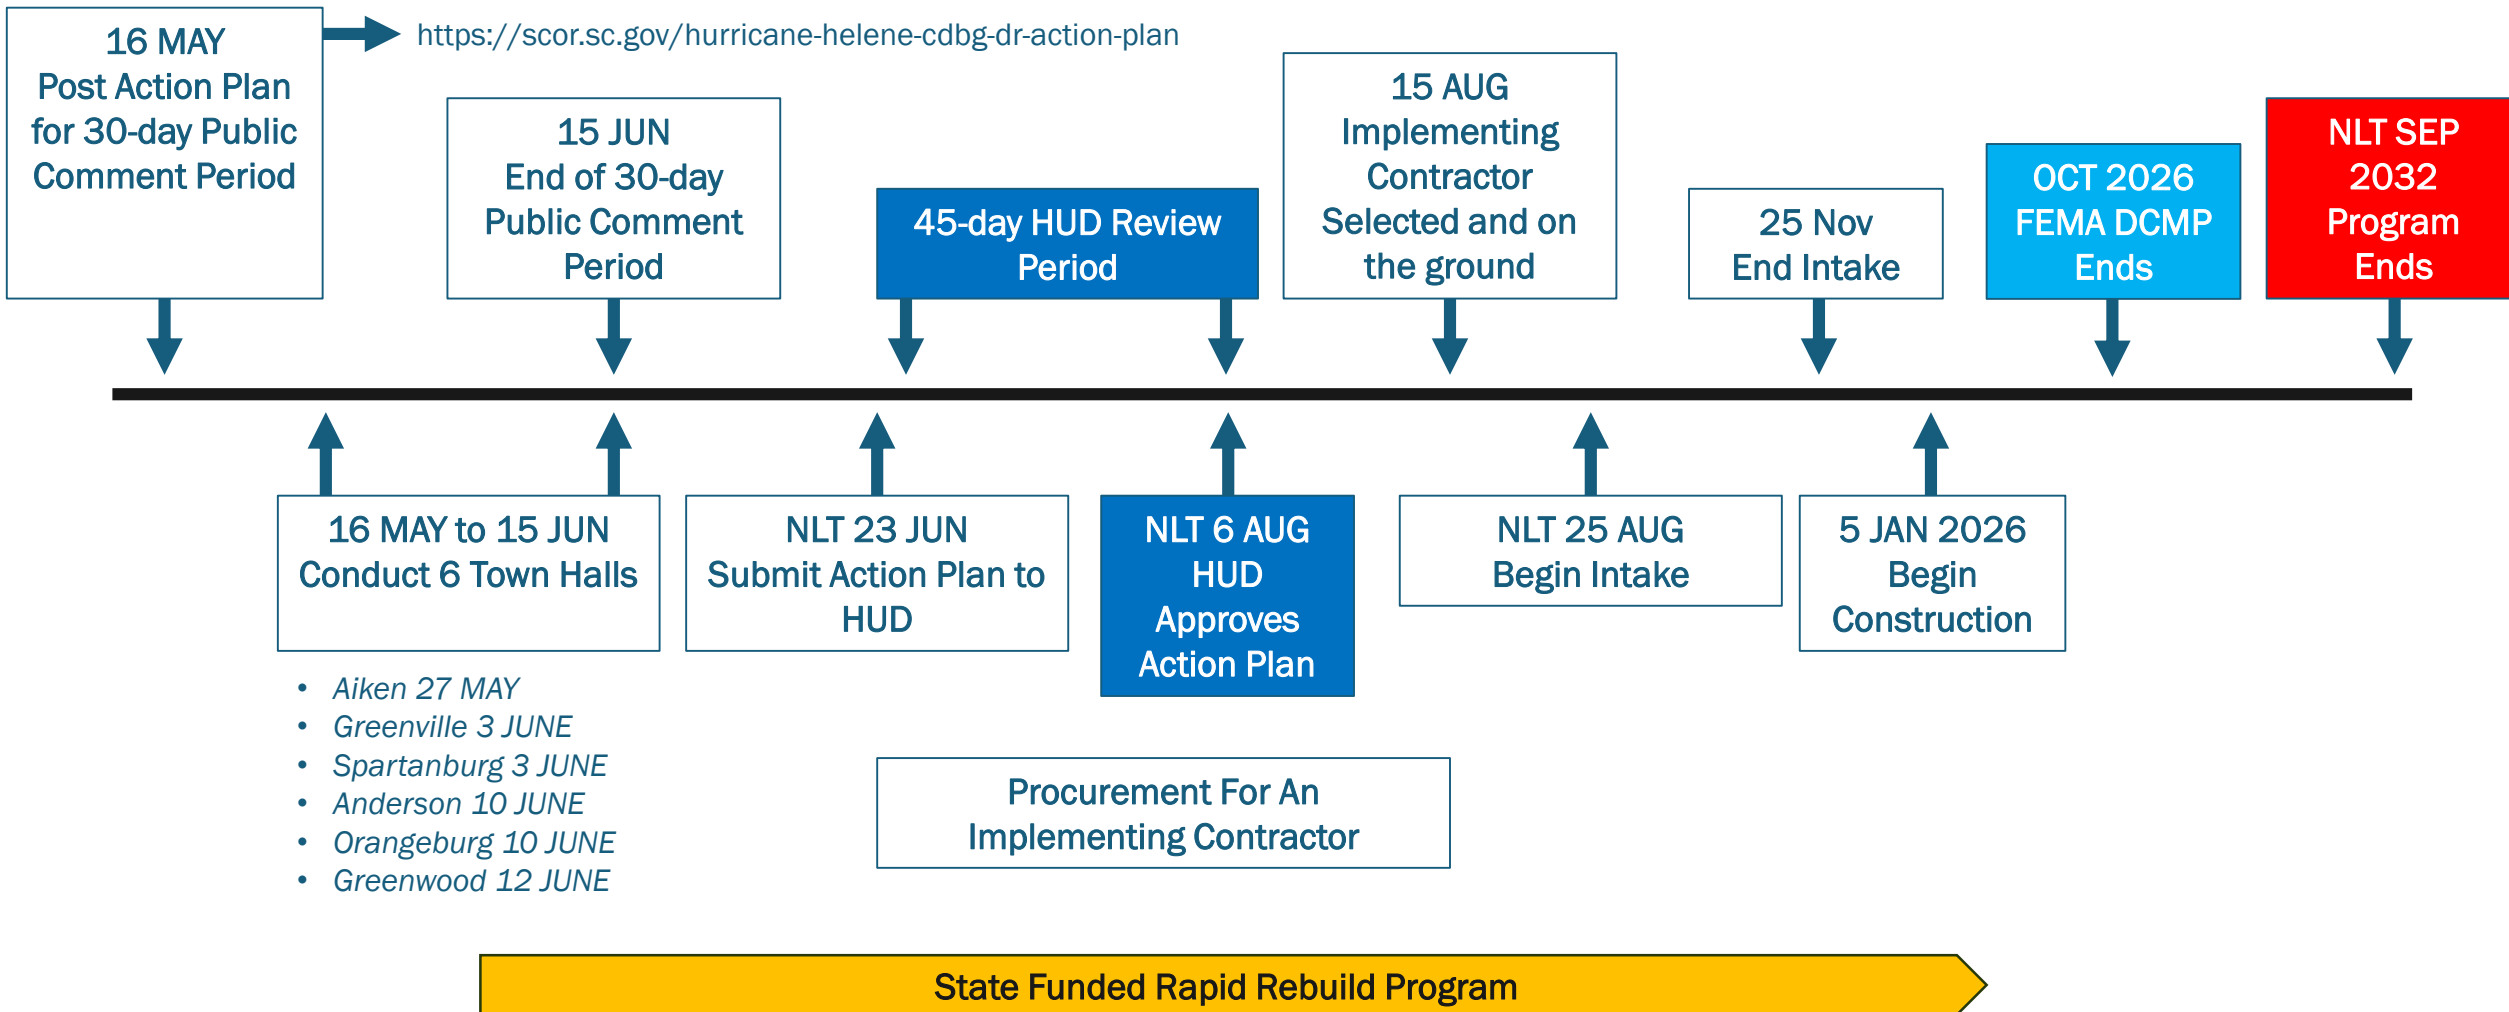 16 MAY
Post Action Plan
for 30-day Public
Comment Period
https://scor.sc.gov/hurricane-helene-cdbg-dr-action-plan
15 JUN
End of 30-day
Public Comment
Period
45-day HUD Review
Period
15 AUG
Implementing
Contractor
Selected and on
the ground
25 Nov
End Intake
OCT 2026
FEMA DCMP
Ends
NLT SEP
2032
Program
Ends
16 MAY to 15 JUN
Conduct 6 Town Halls
NLT 23 JUN
Submit Action Plan to
HUD
NLT 6 AUG
HUD
Approves
Action Plan
NLT 25 AUG
Begin Intake
5 JAN 2026
Begin
Construction
• Aiken 27 MAY
• Greenville 3 JUNE
• Spartanburg 3 JUNE
• Anderson 10 JUNE
• Orangeburg 10 JUNE
• Greenwood 12 JUNE
Procurement For An
Implementing Contractor
State Funded Rapid Rebuild Program